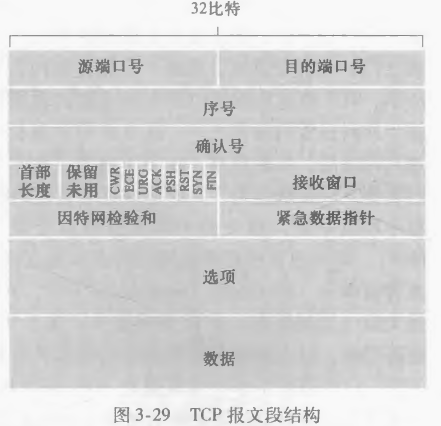 32比特
源端口号 目的端口号
序号
确认号
首部 保留 CWR ECE URG ACK PSH RST SYN FIN 接收窗口
长度 未用
因特网检验和 紧急数据指针
选项
数据
图 3-29 TCP 报文段结构